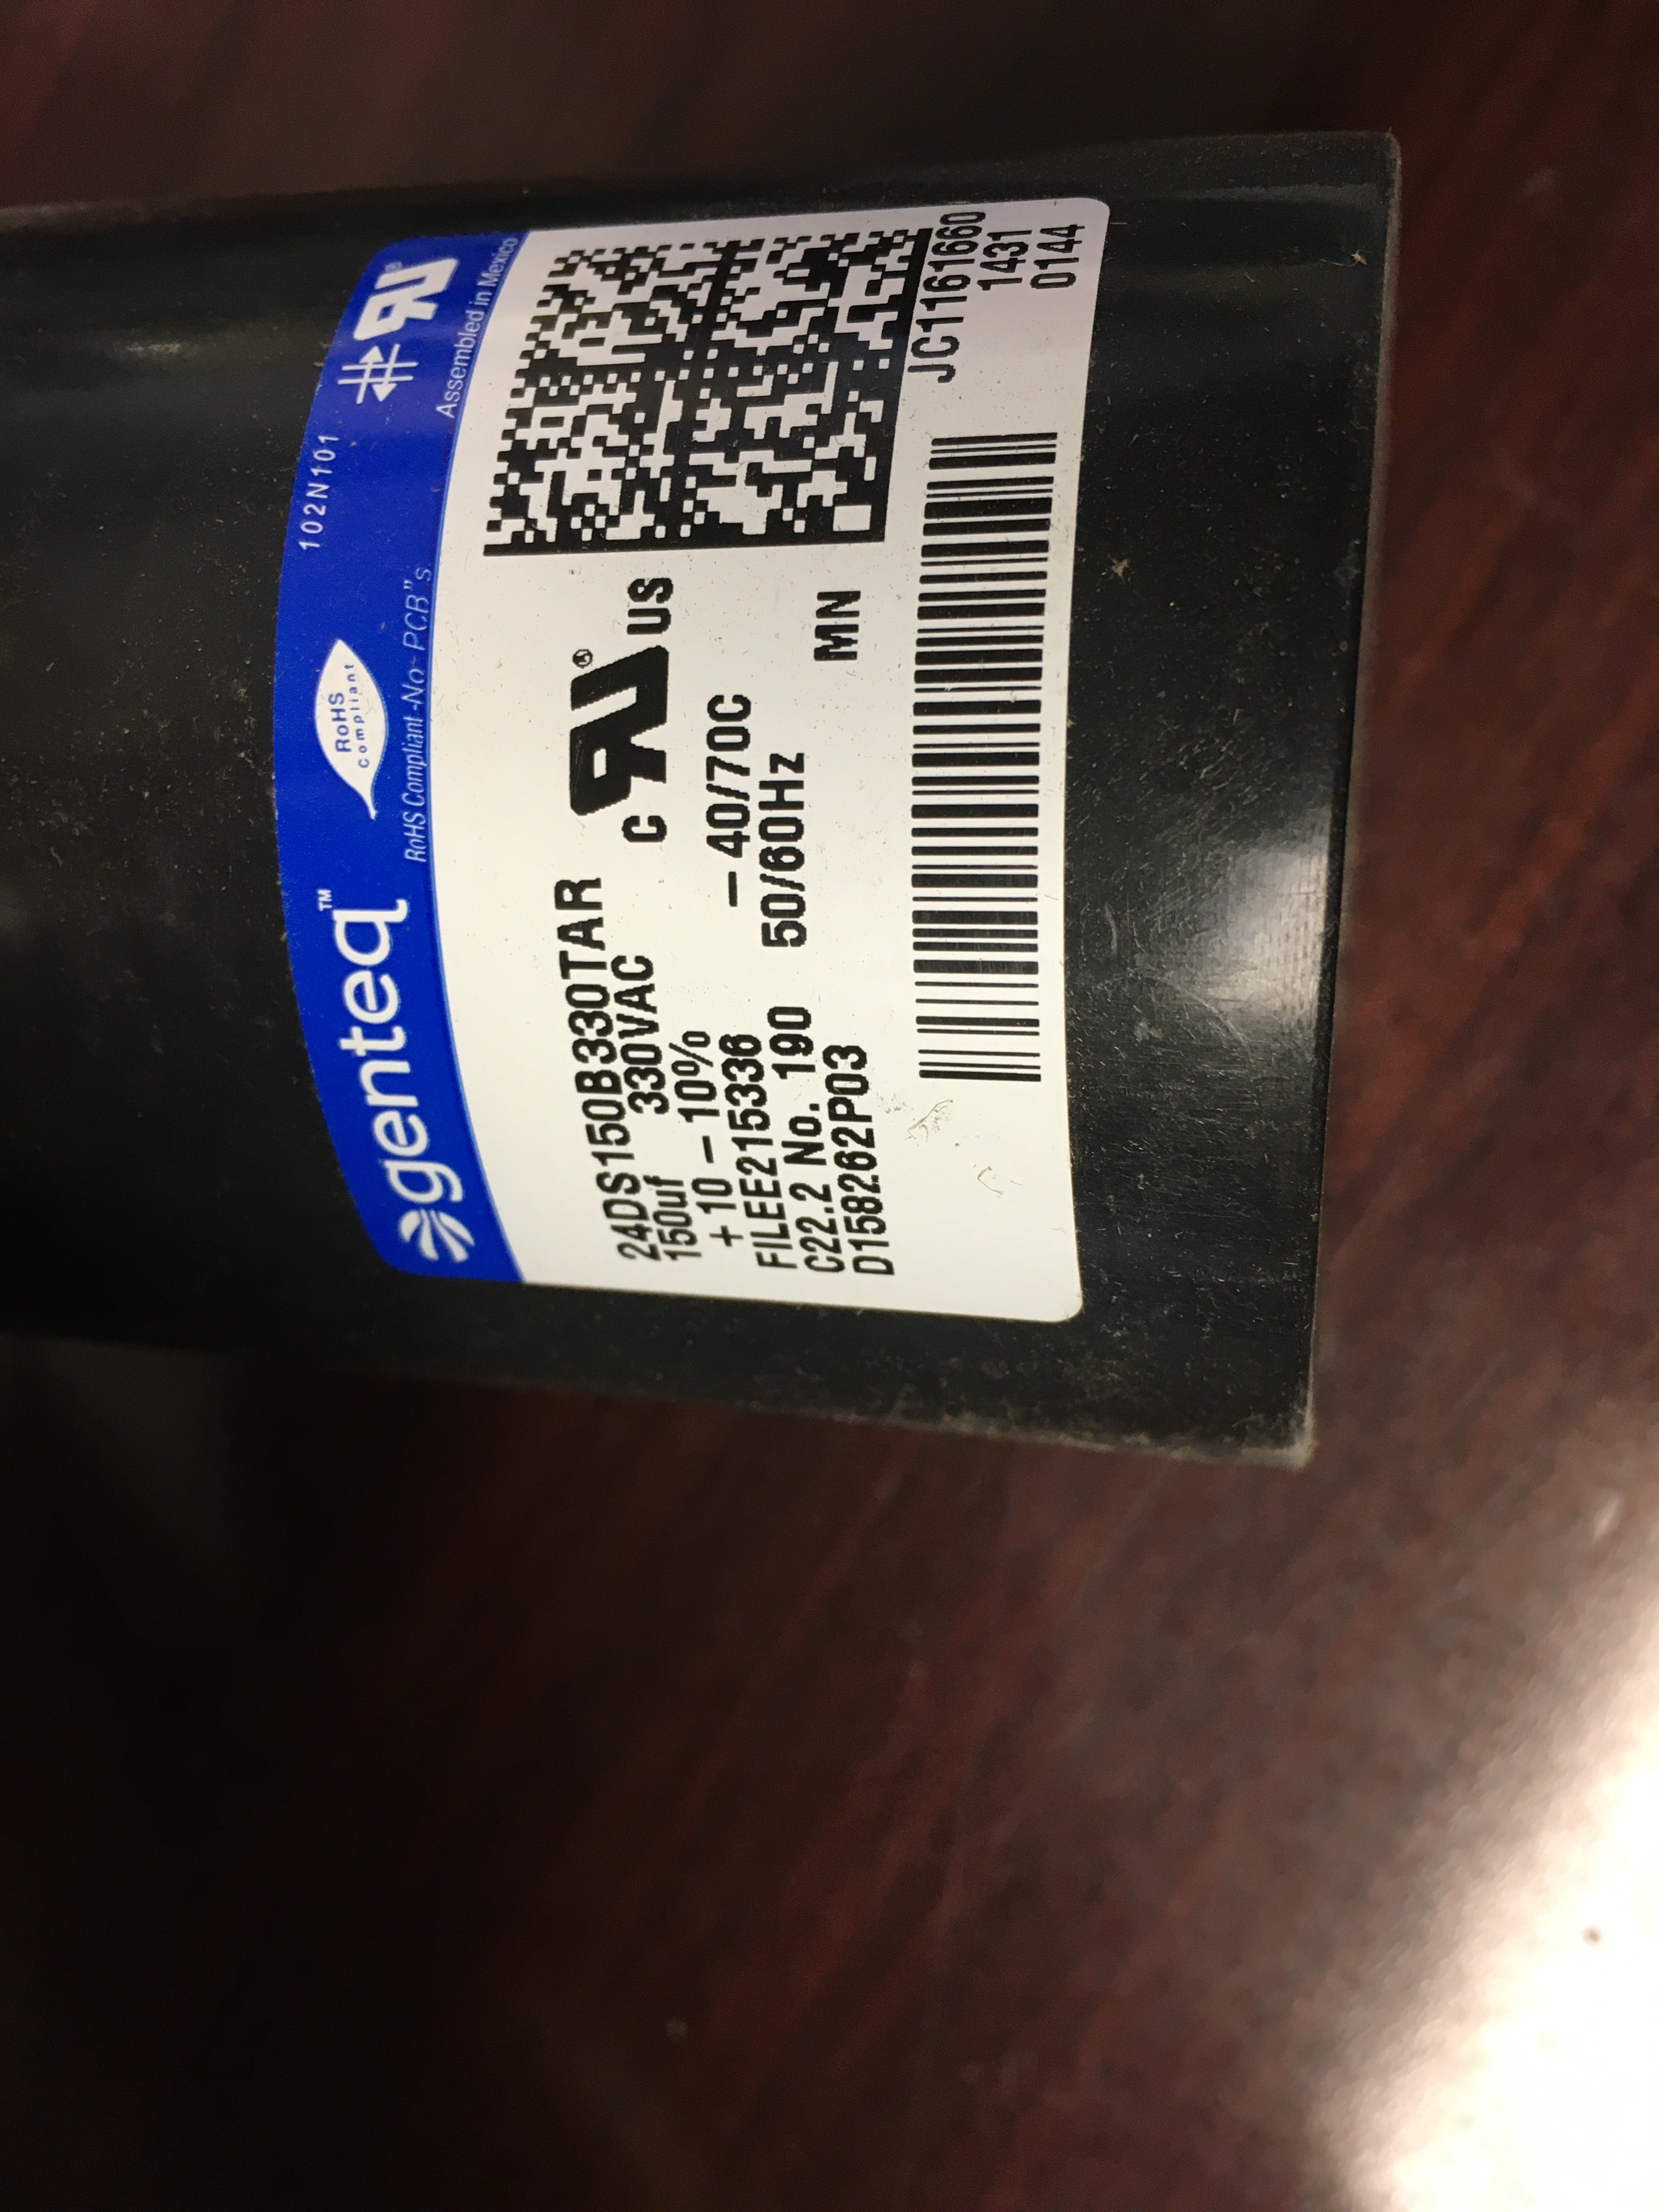 102N101
genteq™
RoHS
compliant
RoHS Compliant-No PCB"s
Assembled in Mexico
24DS150B330TAR
150uf 330VAC
C US
+10 −10% −40/70C
FILEE215336
C22.2 No. 190 50/60Hz
D158262P03 MN
JC1161660
1431
0144